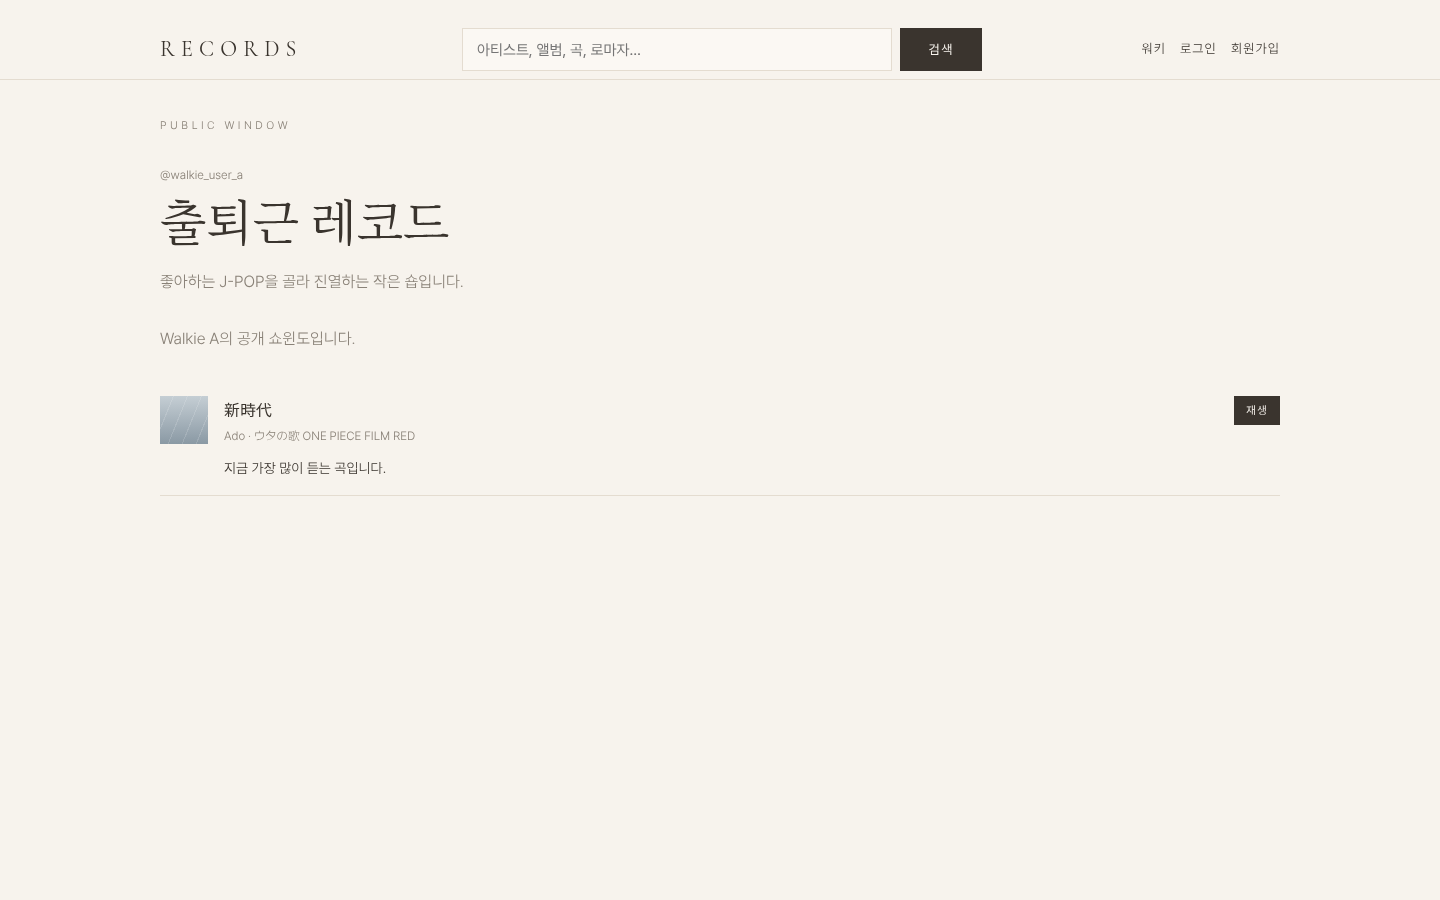 RECORDS
아티스트, 앨범, 곡, 로마자...
검색
워키 로그인 회원가입
PUBLIC WINDOW
@walkie_user_a
출퇴근 레코드
좋아하는 J-POP을 골라 진열하는 작은 숍입니다.
Walkie A의 공개 쇼윈도입니다.
新時代
재생
Ado · ウタの歌 ONE PIECE FILM RED
지금 가장 많이 듣는 곡입니다.